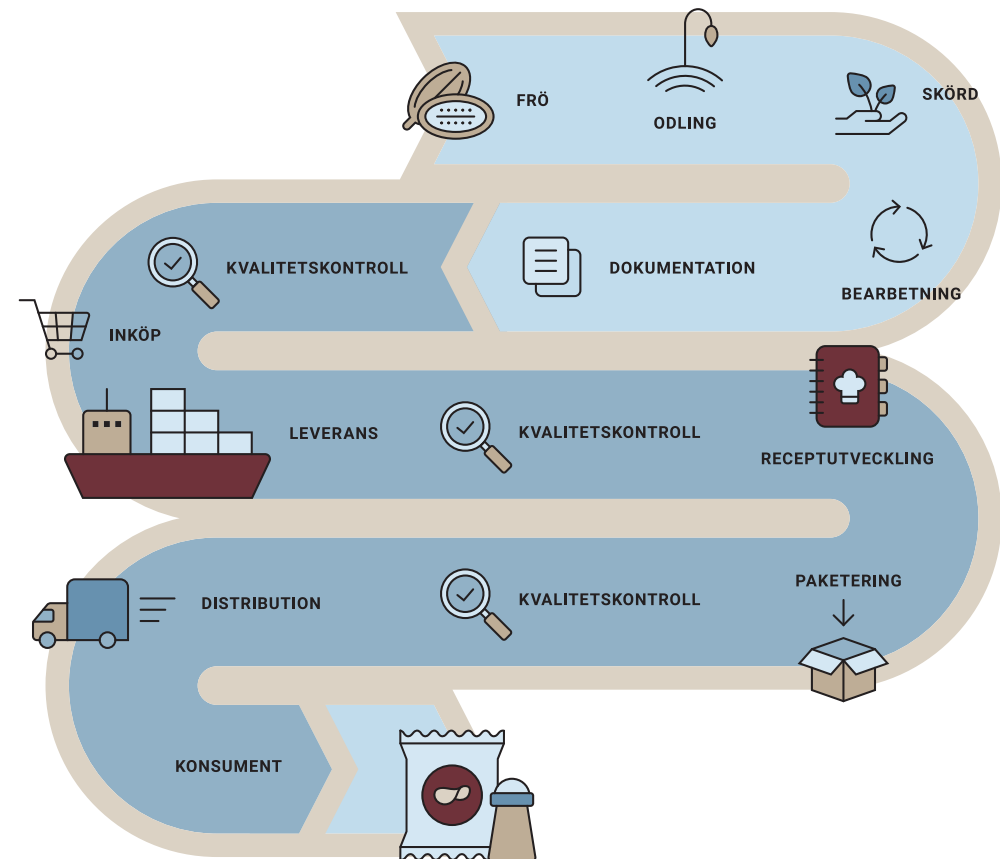 FRÖ
ODLING
SKÖRD
BEARBETNING
DOKUMENTATION
KVALITETSKONTROLL
INKÖP
LEVERANS
KVALITETSKONTROLL
RECEPTUTVECKLING
PAKETERING
KVALITETSKONTROLL
DISTRIBUTION
KONSUMENT